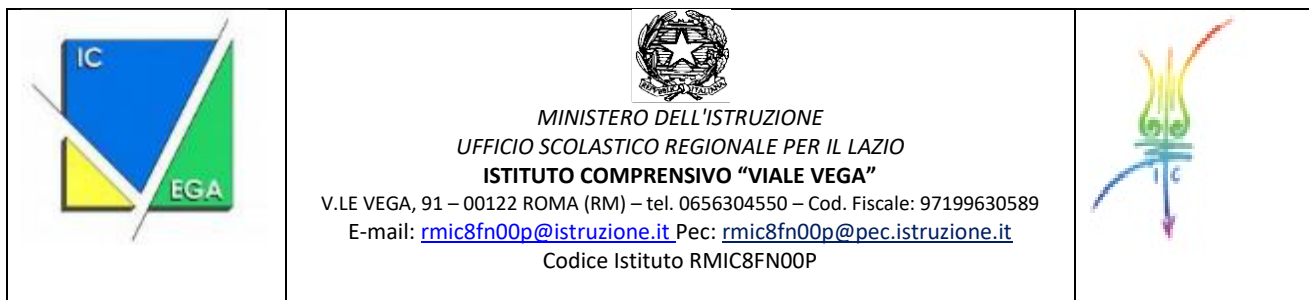 IC
EGA
REPVBBLICA ITALIANA
MINISTERO DELL'ISTRUZIONE
UFFICIO SCOLASTICO REGIONALE PER IL LAZIO
ISTITUTO COMPRENSIVO “VIALE VEGA”
V.LE VEGA, 91 – 00122 ROMA (RM) – tel. 0656304550 – Cod. Fiscale: 97199630589
E-mail: rmic8fn00p@istruzione.it Pec: rmic8fn00p@pec.istruzione.it
Codice Istituto RMIC8FN00P
I C